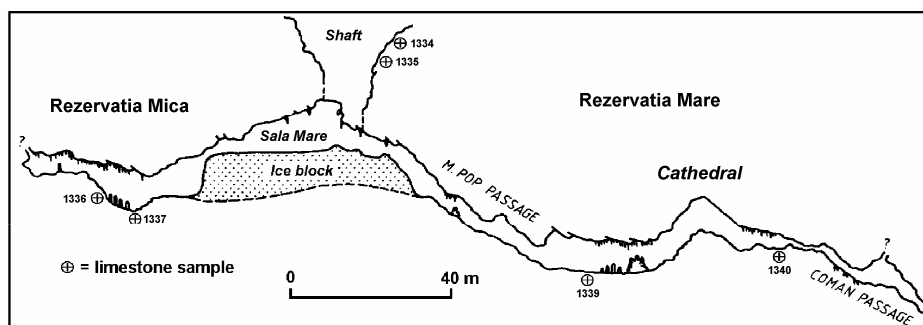 Shaft
1334
1335
Rezervatia Mica
Rezervatia Mare
?
Sala Mare
Ice block
M. POP PASSAGE
Cathedral
1336
1337
?
⊕ = limestone sample
0 40 m
1339
1340
COMAN PASSAGE